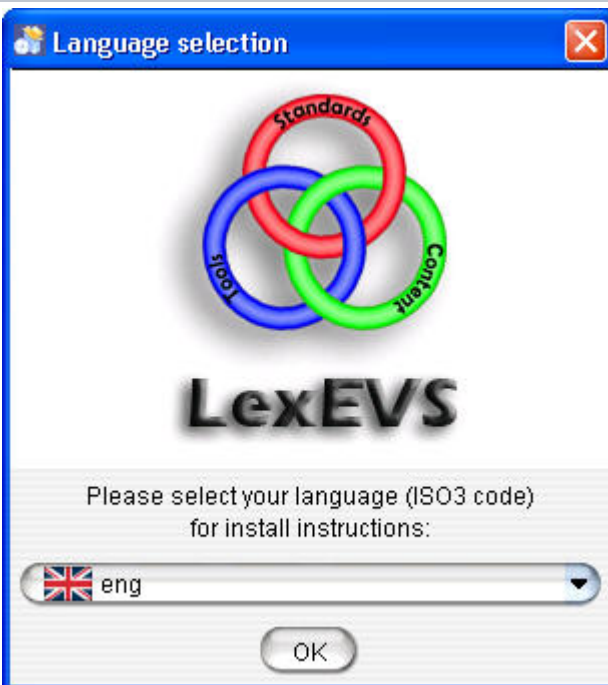 Language selection
Standards
Tools
Content
LexEVS
Please select your language (ISO3 code)
for install instructions:
eng
OK